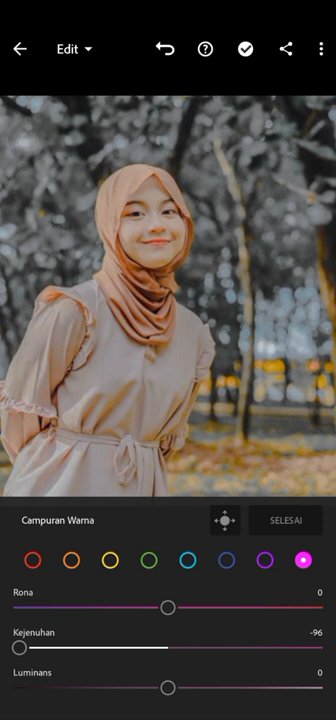 Edit
Campuran Warna
SELESAI
Rona 0
Kejenuhan -96
Luminans 0